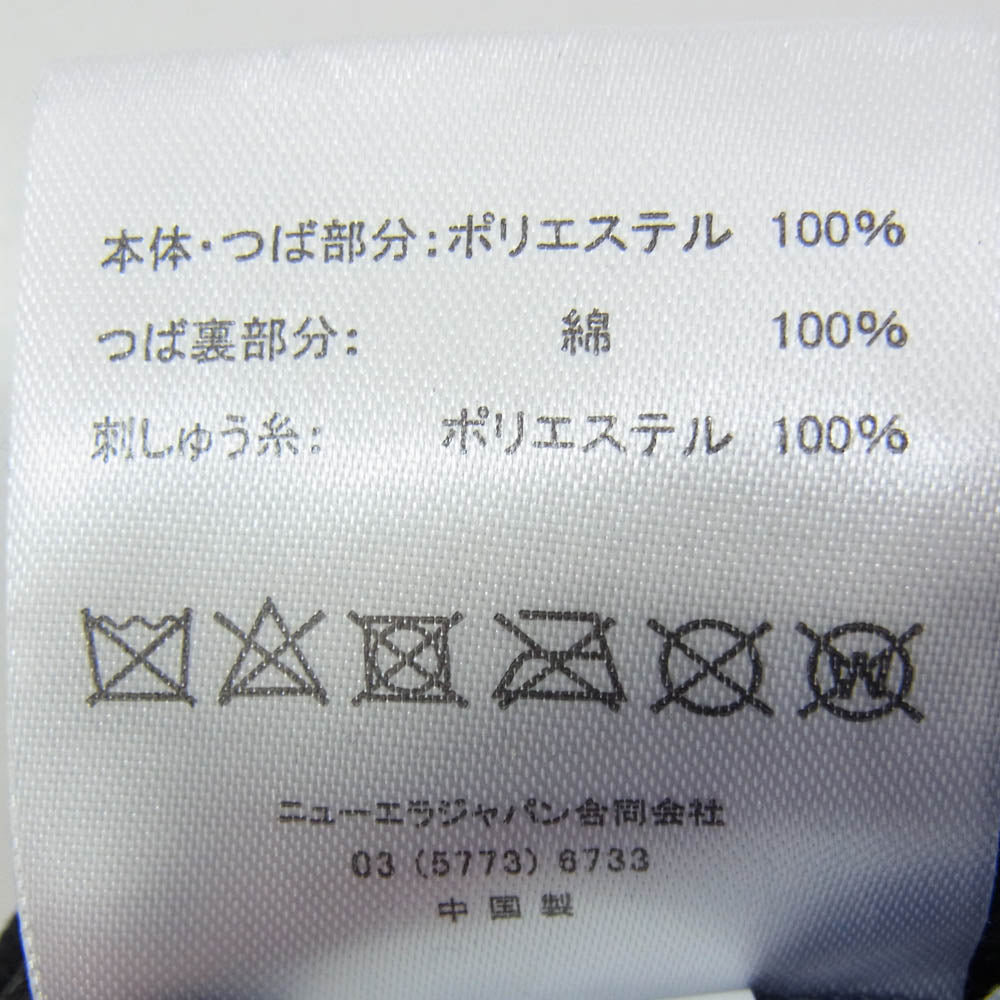 本体・つば部分:ポリエステル 100%
つば裏部分: 綿 100%
刺しゅう糸: ポリエステル 100%
W
ニューエラジャパン合同会社
03 (5773) 6733
中国製